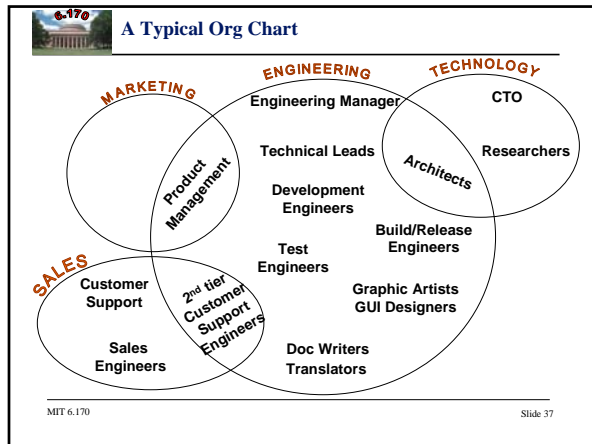 6.170
A Typical Org Chart
MARKETING
ENGINEERING
TECHNOLOGY
Engineering Manager
CTO
Technical Leads
Researchers
Architects
Product
Management
Development
Engineers
Build/Release
Engineers
Test
Engineers
SALES
Customer
Support
2nd tier
Customer
Support
Engineers
Graphic Artists
GUI Designers
Sales
Engineers
Doc Writers
Translators
MIT 6.170
Slide 37